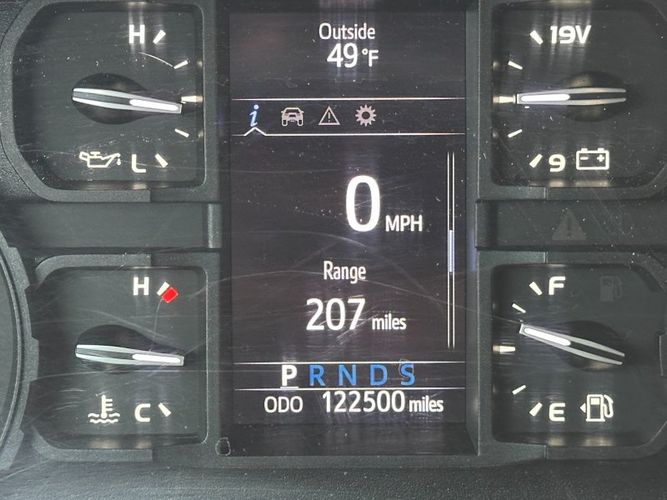 H
L
Outside
49°F
i
0 MPH
Range
207 miles
P R N D S
ODO 122500 miles
19V
9
H
C
F
E